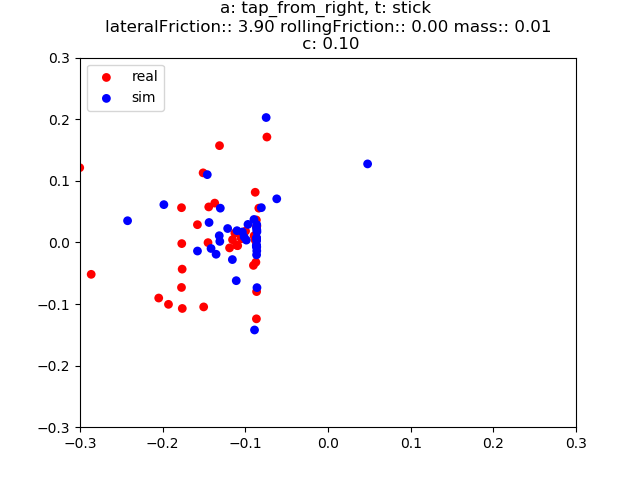 a: tap_from_right, t: stick
lateralFriction:: 3.90 rollingFriction:: 0.00 mass:: 0.01
c: 0.10
real
sim
0.3
0.2
0.1
0.0
−0.1
−0.2
−0.3
−0.3
−0.2
−0.1
0.0
0.1
0.2
0.3